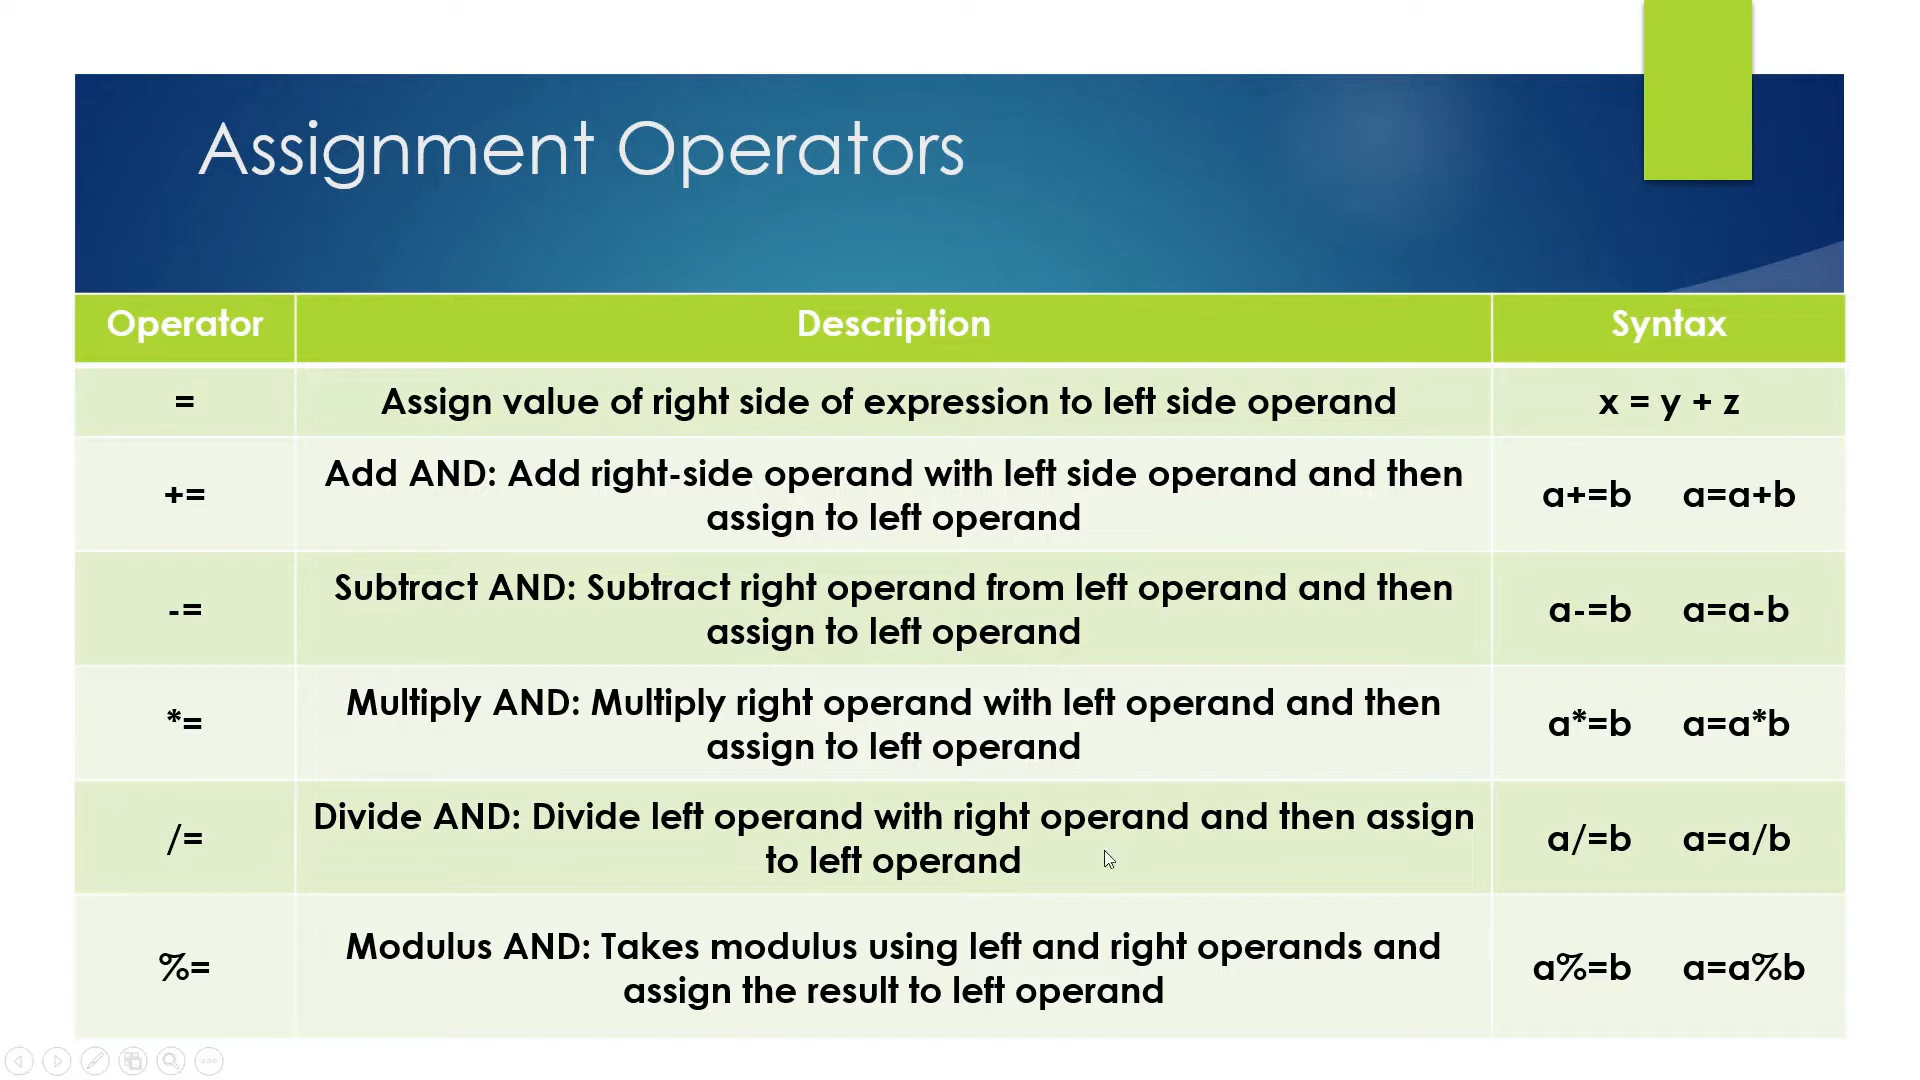 Assignment Operators
Operator Description Syntax
= Assign value of right side of expression to left side operand x = y + z
Add AND: Add right-side operand with left side operand and then
+= a+=b a=a+b
assign to left operand
Subtract AND: Subtract right operand from left operand and then
-= a-=b a=a-b
assign to left operand
Multiply AND: Multiply right operand with left operand and then
*= a*=b a=a*b
assign to left operand
Divide AND: Divide left operand with right operand and then assign
/= a/=b a=a/b
to left operand
Modulus AND: Takes modulus using left and right operands and
%= a%=b a=a%b
assign the result to left operand